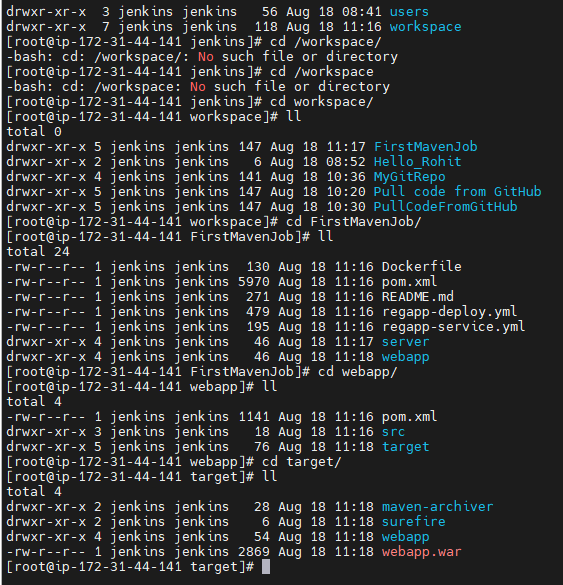 drwxr-xr-x  3 jenkins jenkins   56 Aug 18 08:41 users
drwxr-xr-x  7 jenkins jenkins  118 Aug 18 11:16 workspace
[root@ip-172-31-44-141 jenkins]# cd /workspace/
-bash: cd: /workspace/: No such file or directory
[root@ip-172-31-44-141 jenkins]# cd /workspace
-bash: cd: /workspace: No such file or directory
[root@ip-172-31-44-141 jenkins]# cd workspace/
[root@ip-172-31-44-141 workspace]# ll
total 0
drwxr-xr-x 5 jenkins jenkins 147 Aug 18 11:17 FirstMavenJob
drwxr-xr-x 2 jenkins jenkins   6 Aug 18 08:52 Hello_Rohit
drwxr-xr-x 4 jenkins jenkins 141 Aug 18 10:36 MyGitRepo
drwxr-xr-x 5 jenkins jenkins 147 Aug 18 10:20 Pull code from GitHub
drwxr-xr-x 5 jenkins jenkins 147 Aug 18 10:30 PullCodeFromGitHub
[root@ip-172-31-44-141 workspace]# cd FirstMavenJob/
[root@ip-172-31-44-141 FirstMavenJob]# ll
total 24
-rw-r--r-- 1 jenkins jenkins  130 Aug 18 11:16 Dockerfile
-rw-r--r-- 1 jenkins jenkins 5970 Aug 18 11:16 pom.xml
-rw-r--r-- 1 jenkins jenkins  271 Aug 18 11:16 README.md
-rw-r--r-- 1 jenkins jenkins  479 Aug 18 11:16 regapp-deploy.yml
-rw-r--r-- 1 jenkins jenkins  195 Aug 18 11:16 regapp-service.yml
drwxr-xr-x 4 jenkins jenkins   46 Aug 18 11:17 server
drwxr-xr-x 4 jenkins jenkins   46 Aug 18 11:18 webapp
[root@ip-172-31-44-141 FirstMavenJob]# cd webapp/
[root@ip-172-31-44-141 webapp]# ll
total 4
-rw-r--r-- 1 jenkins jenkins 1141 Aug 18 11:16 pom.xml
drwxr-xr-x 3 jenkins jenkins   18 Aug 18 11:16 src
drwxr-xr-x 5 jenkins jenkins   76 Aug 18 11:18 target
[root@ip-172-31-44-141 webapp]# cd target/
[root@ip-172-31-44-141 target]# ll
total 4
drwxr-xr-x 2 jenkins jenkins   28 Aug 18 11:18 maven-archiver
drwxr-xr-x 2 jenkins jenkins    6 Aug 18 11:18 surefire
drwxr-xr-x 4 jenkins jenkins   54 Aug 18 11:18 webapp
-rw-r--r-- 1 jenkins jenkins 2869 Aug 18 11:18 webapp.war
[root@ip-172-31-44-141 target]#